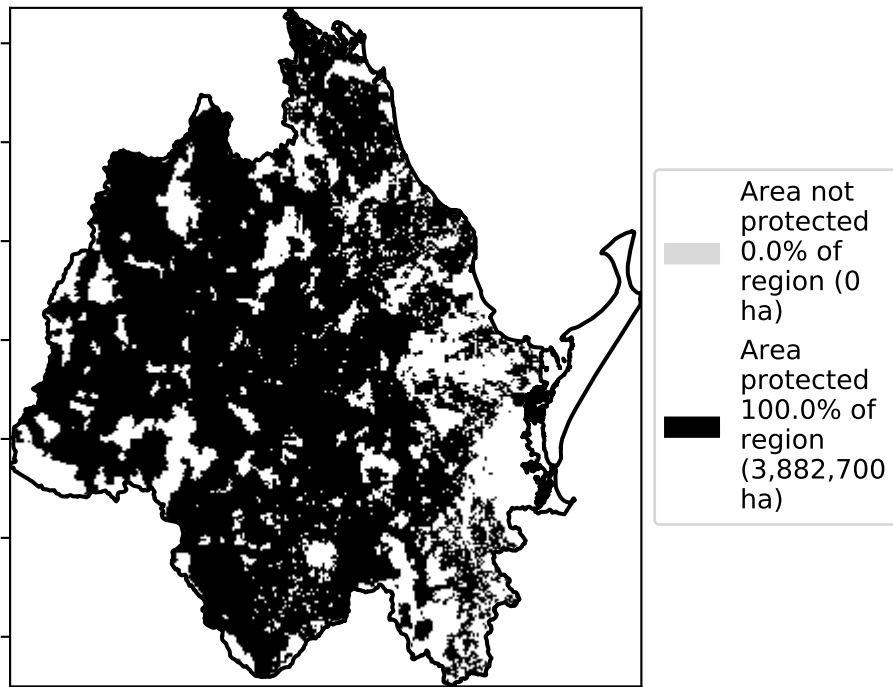 Area not
protected
0.0% of
region (0
ha)
Area
protected
100.0% of
region
(3,882,700
ha)